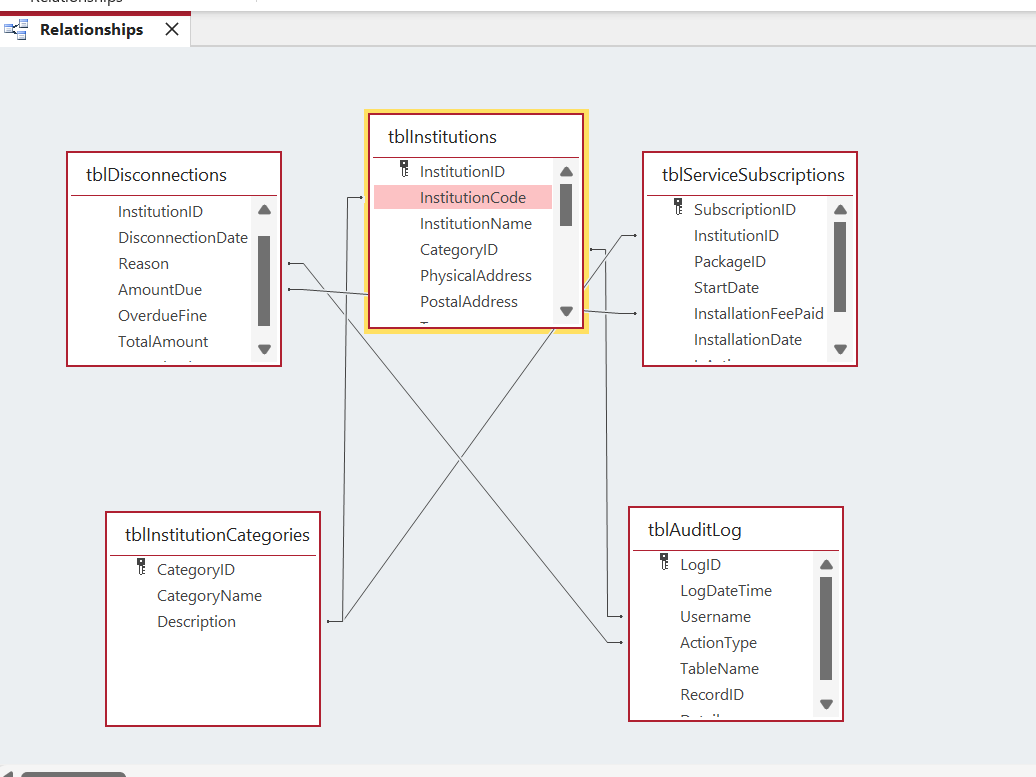 Relationships
Relationships
tblDisconnections
InstitutionID
DisconnectionDate
Reason
AmountDue
OverdueFine
TotalAmount
tblInstitutions
InstitutionID
InstitutionCode
InstitutionName
CategoryID
PhysicalAddress
PostalAddress
tblServiceSubscriptions
SubscriptionID
InstitutionID
PackageID
StartDate
InstallationFeePaid
InstallationDate
tblInstitutionCategories
CategoryID
CategoryName
Description
tblAuditLog
LogID
LogDateTime
Username
ActionType
TableName
RecordID